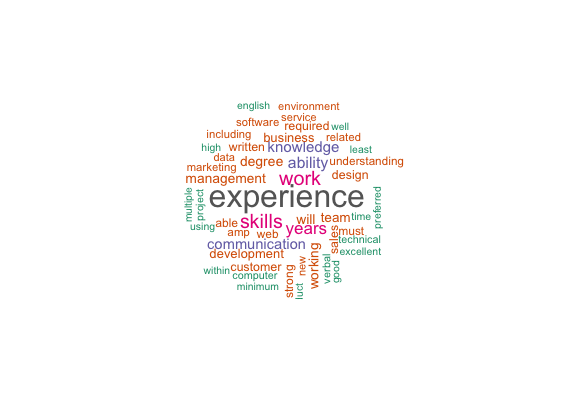 english environment
service
software required well
including business related
high written knowledge least
data degree ability understanding
marketing
management work design
multiple project experience preferred
using able skills will team time
amp web years sales must
communication technical
development excellent
within customer strong new working verbal good
computer
minimum luct